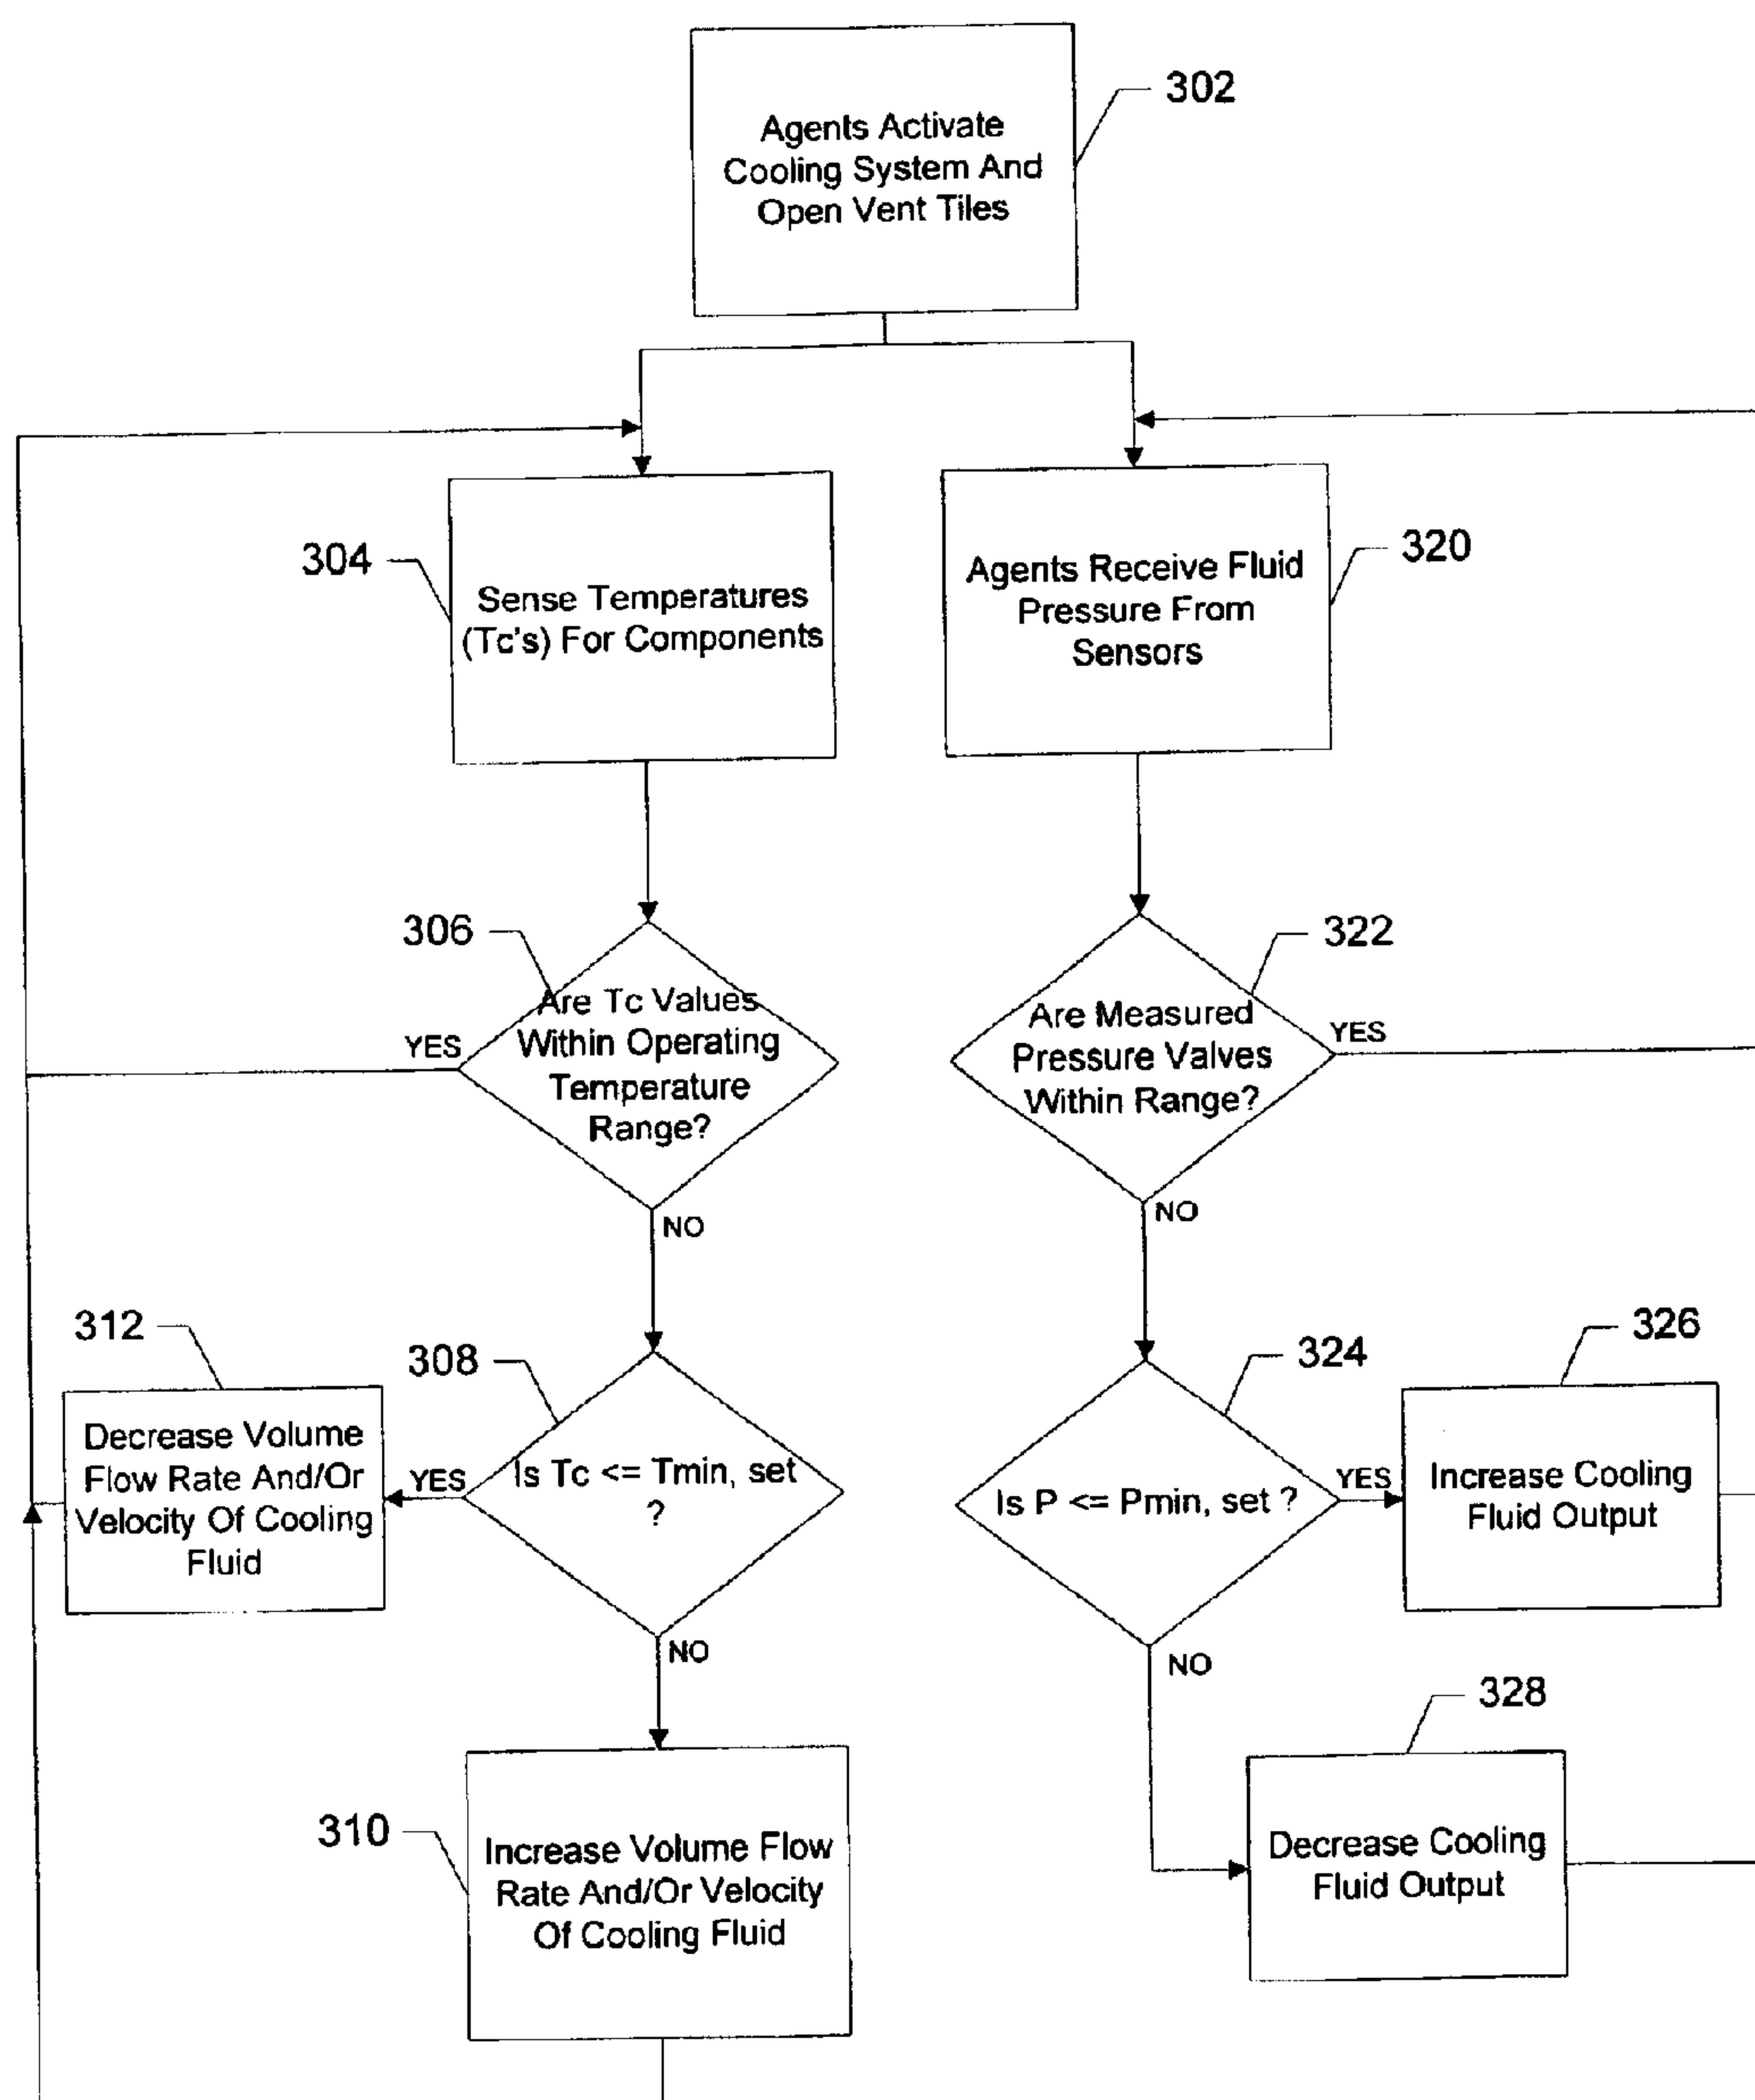 302
Agents Activate
Cooling System And
Open Vent Tiles
304
Sense Temperatures
(Tc's) For Components
320
Agents Receive Fluid
Pressure From
Sensors
306
Are Tc Values
Within Operating
Temperature
Range?
YES
NO
322
Are Measured
Pressure Valves
Within Range?
YES
NO
312
Decrease Volume
Flow Rate And/Or
Velocity Of Cooling
Fluid
308
Is Tc <= Tmin, set
?
YES
NO
324
Is P <= Pmin, set ?
YES
NO
326
Increase Cooling
Fluid Output
310
Increase Volume Flow
Rate And/Or Velocity
Of Cooling Fluid
328
Decrease Cooling
Fluid Output